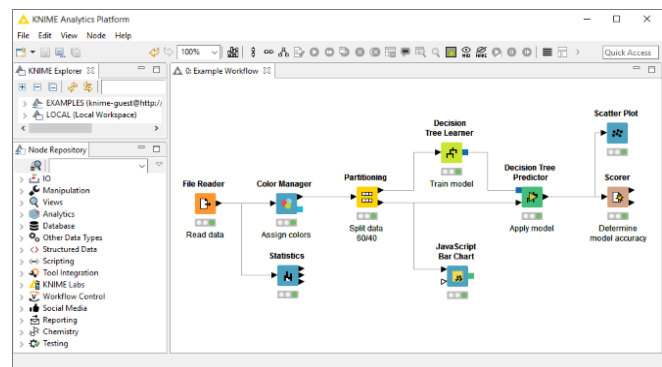 KNIME Analytics Platform
File Edit View Node Help
100%
Quick Access
KNIME Explorer
0: Example Workflow
EXAMPLES (knime-guest@http://
LOCAL (Local Workspace)
Node Repository
IO
Manipulation
Views
Analytics
Database
Other Data Types
Structured Data
Scripting
Tool Integration
KNIME Labs
Workflow Control
Social Media
Reporting
Chemistry
Testing
File Reader
Read data
Color Manager
Assign colors
Statistics
Partitioning
Split data
60/40
Decision
Tree Learner
Train model
JavaScript
Bar Chart
JS
Decision Tree
Predictor
Apply model
Scatter Plot
Scorer
Determine
model accuracy